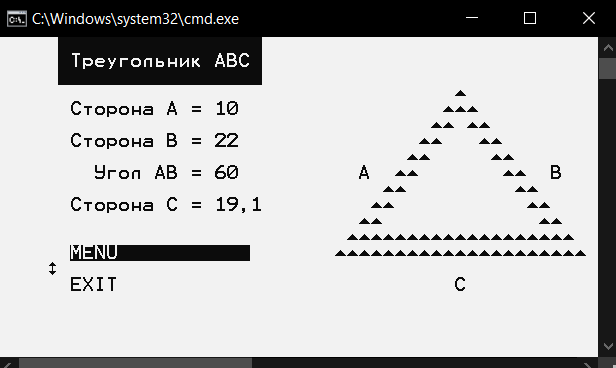 C:\Windows\system32\cmd.exe
Треугольник ABC
Сторона A = 10
Сторона B = 22
Угол AB = 60
Сторона C = 19,1
MENU
EXIT
A
B
C